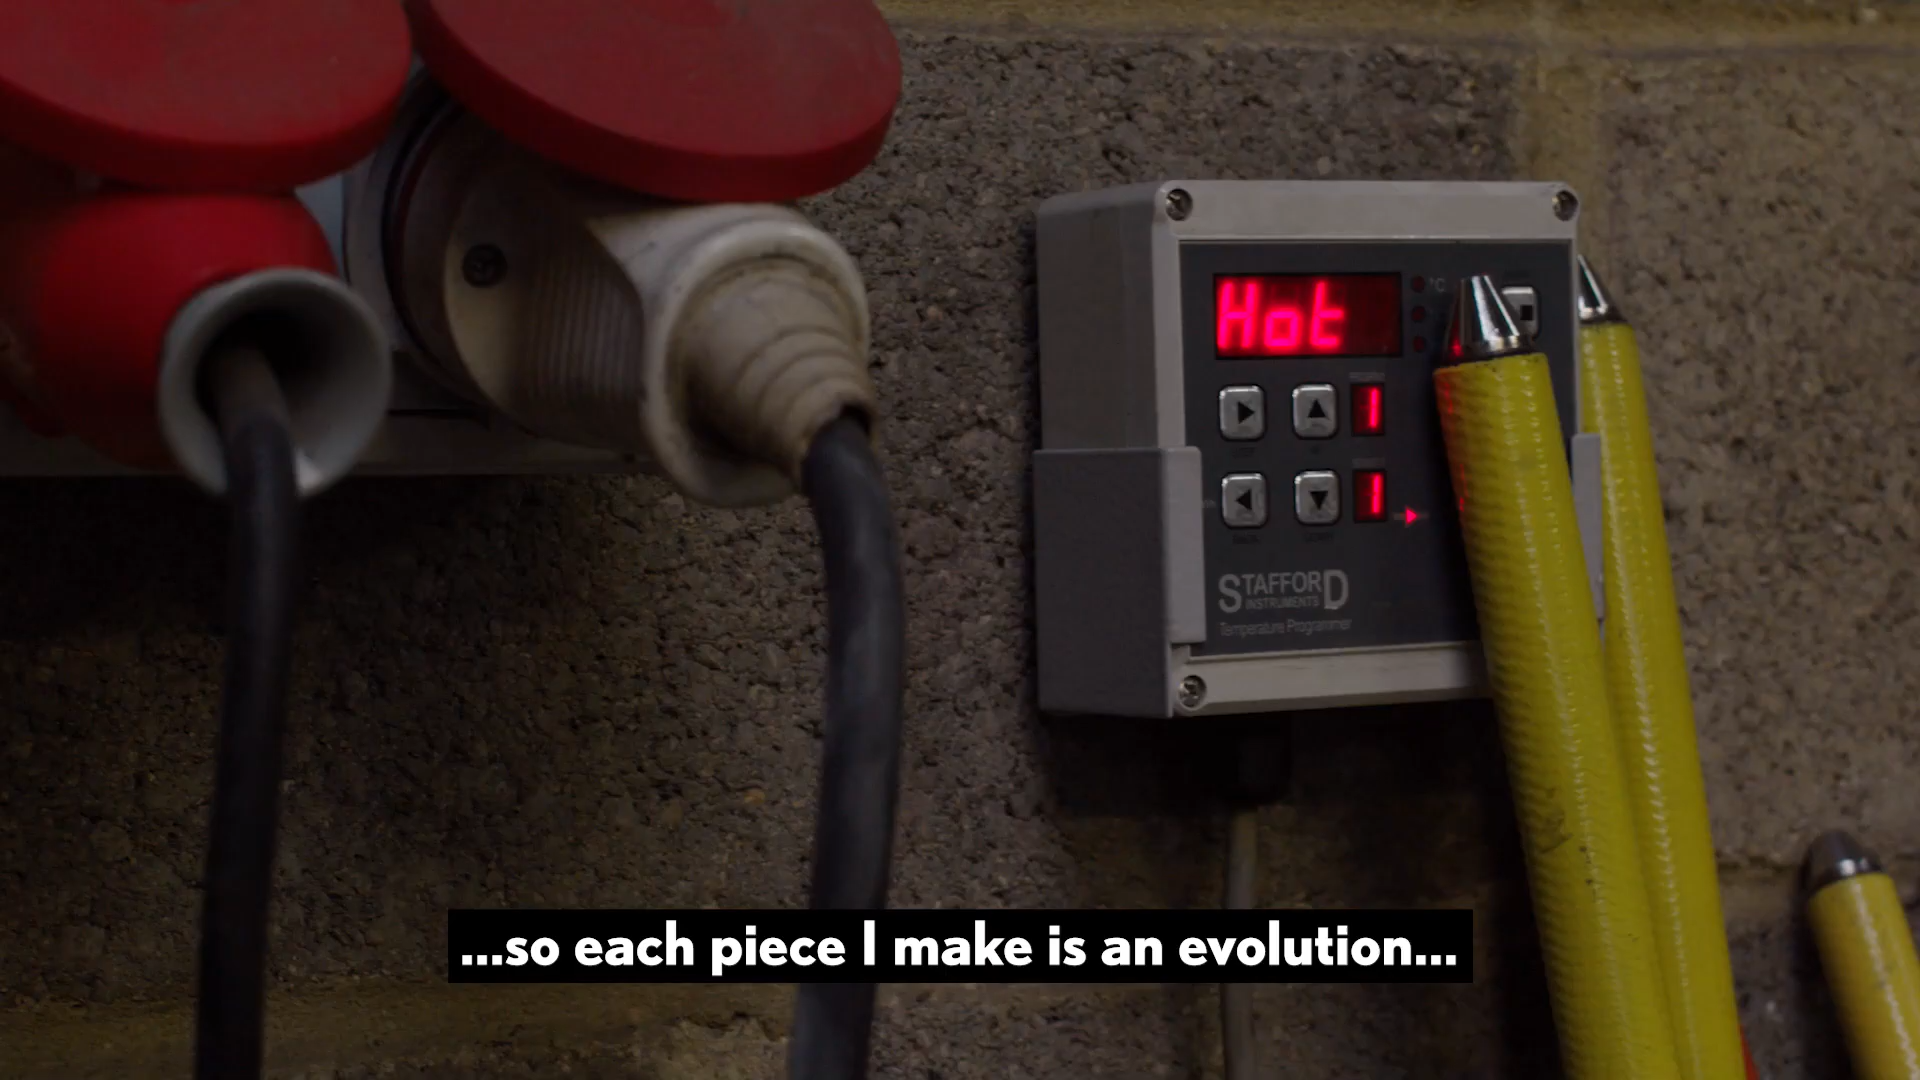 Hot
°C
1
1
STAFFORD
INSTRUMENTS
Temperature Programmer
...so each piece I make is an evolution...